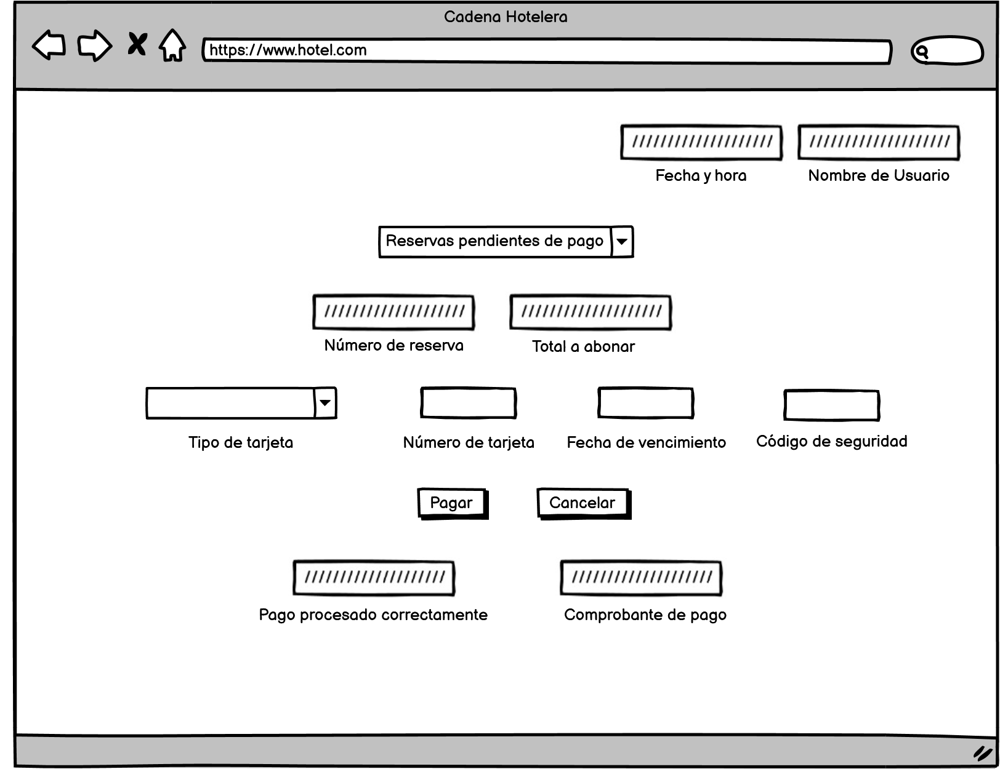 Cadena Hotelera
https://www.hotel.com
Fecha y hora
Nombre de Usuario
Reservas pendientes de pago
Número de reserva
Total a abonar
Tipo de tarjeta
Número de tarjeta
Fecha de vencimiento
Código de seguridad
Pagar
Cancelar
Pago procesado correctamente
Comprobante de pago